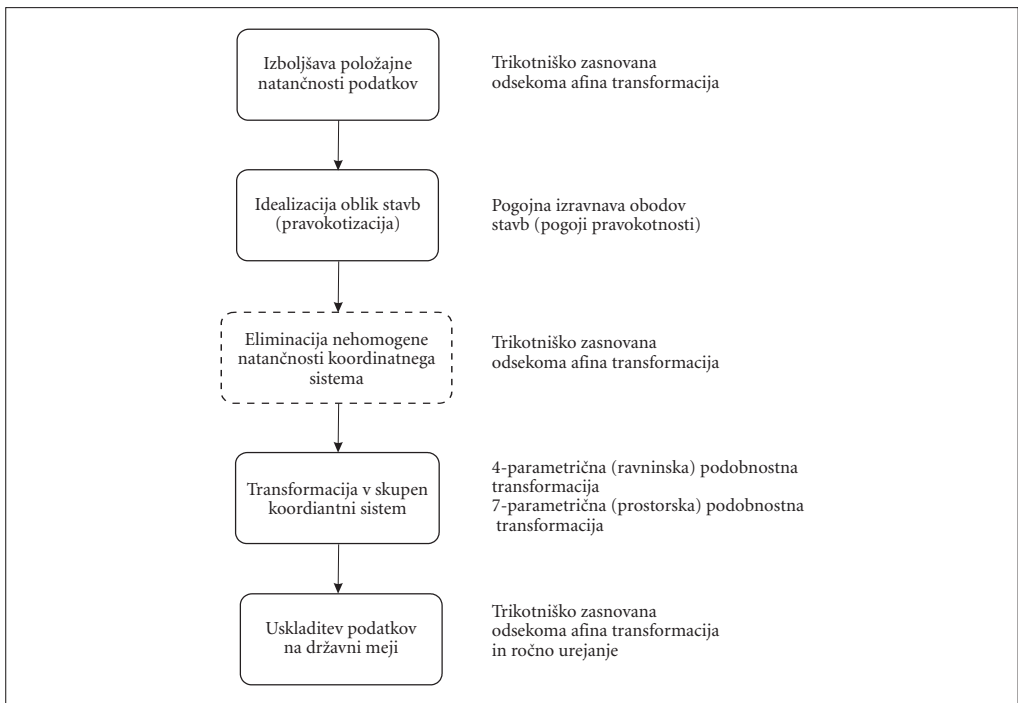 Izboljšava položajne
natančnosti podatkov
Trikotniško zasnovana
odsekoma afina transformacija
Idealizacija oblik stavb
(pravokotizacija)
Pogojna izravnava obodov
stavb (pogoji pravokotnosti)
Eliminacija nehomogene
natančnosti koordinatnega
sistema
Trikotniško zasnovana
odsekoma afina transformacija
Transformacija v skupen
koordiantni sistem
4-parametrična (ravninska) podobnostna
transformacija
7-parametrična (prostorska) podobnostna
transformacija
Uskladitev podatkov
na državni meji
Trikotniško zasnovana
odsekoma afina transformacija
in ročno urejanje